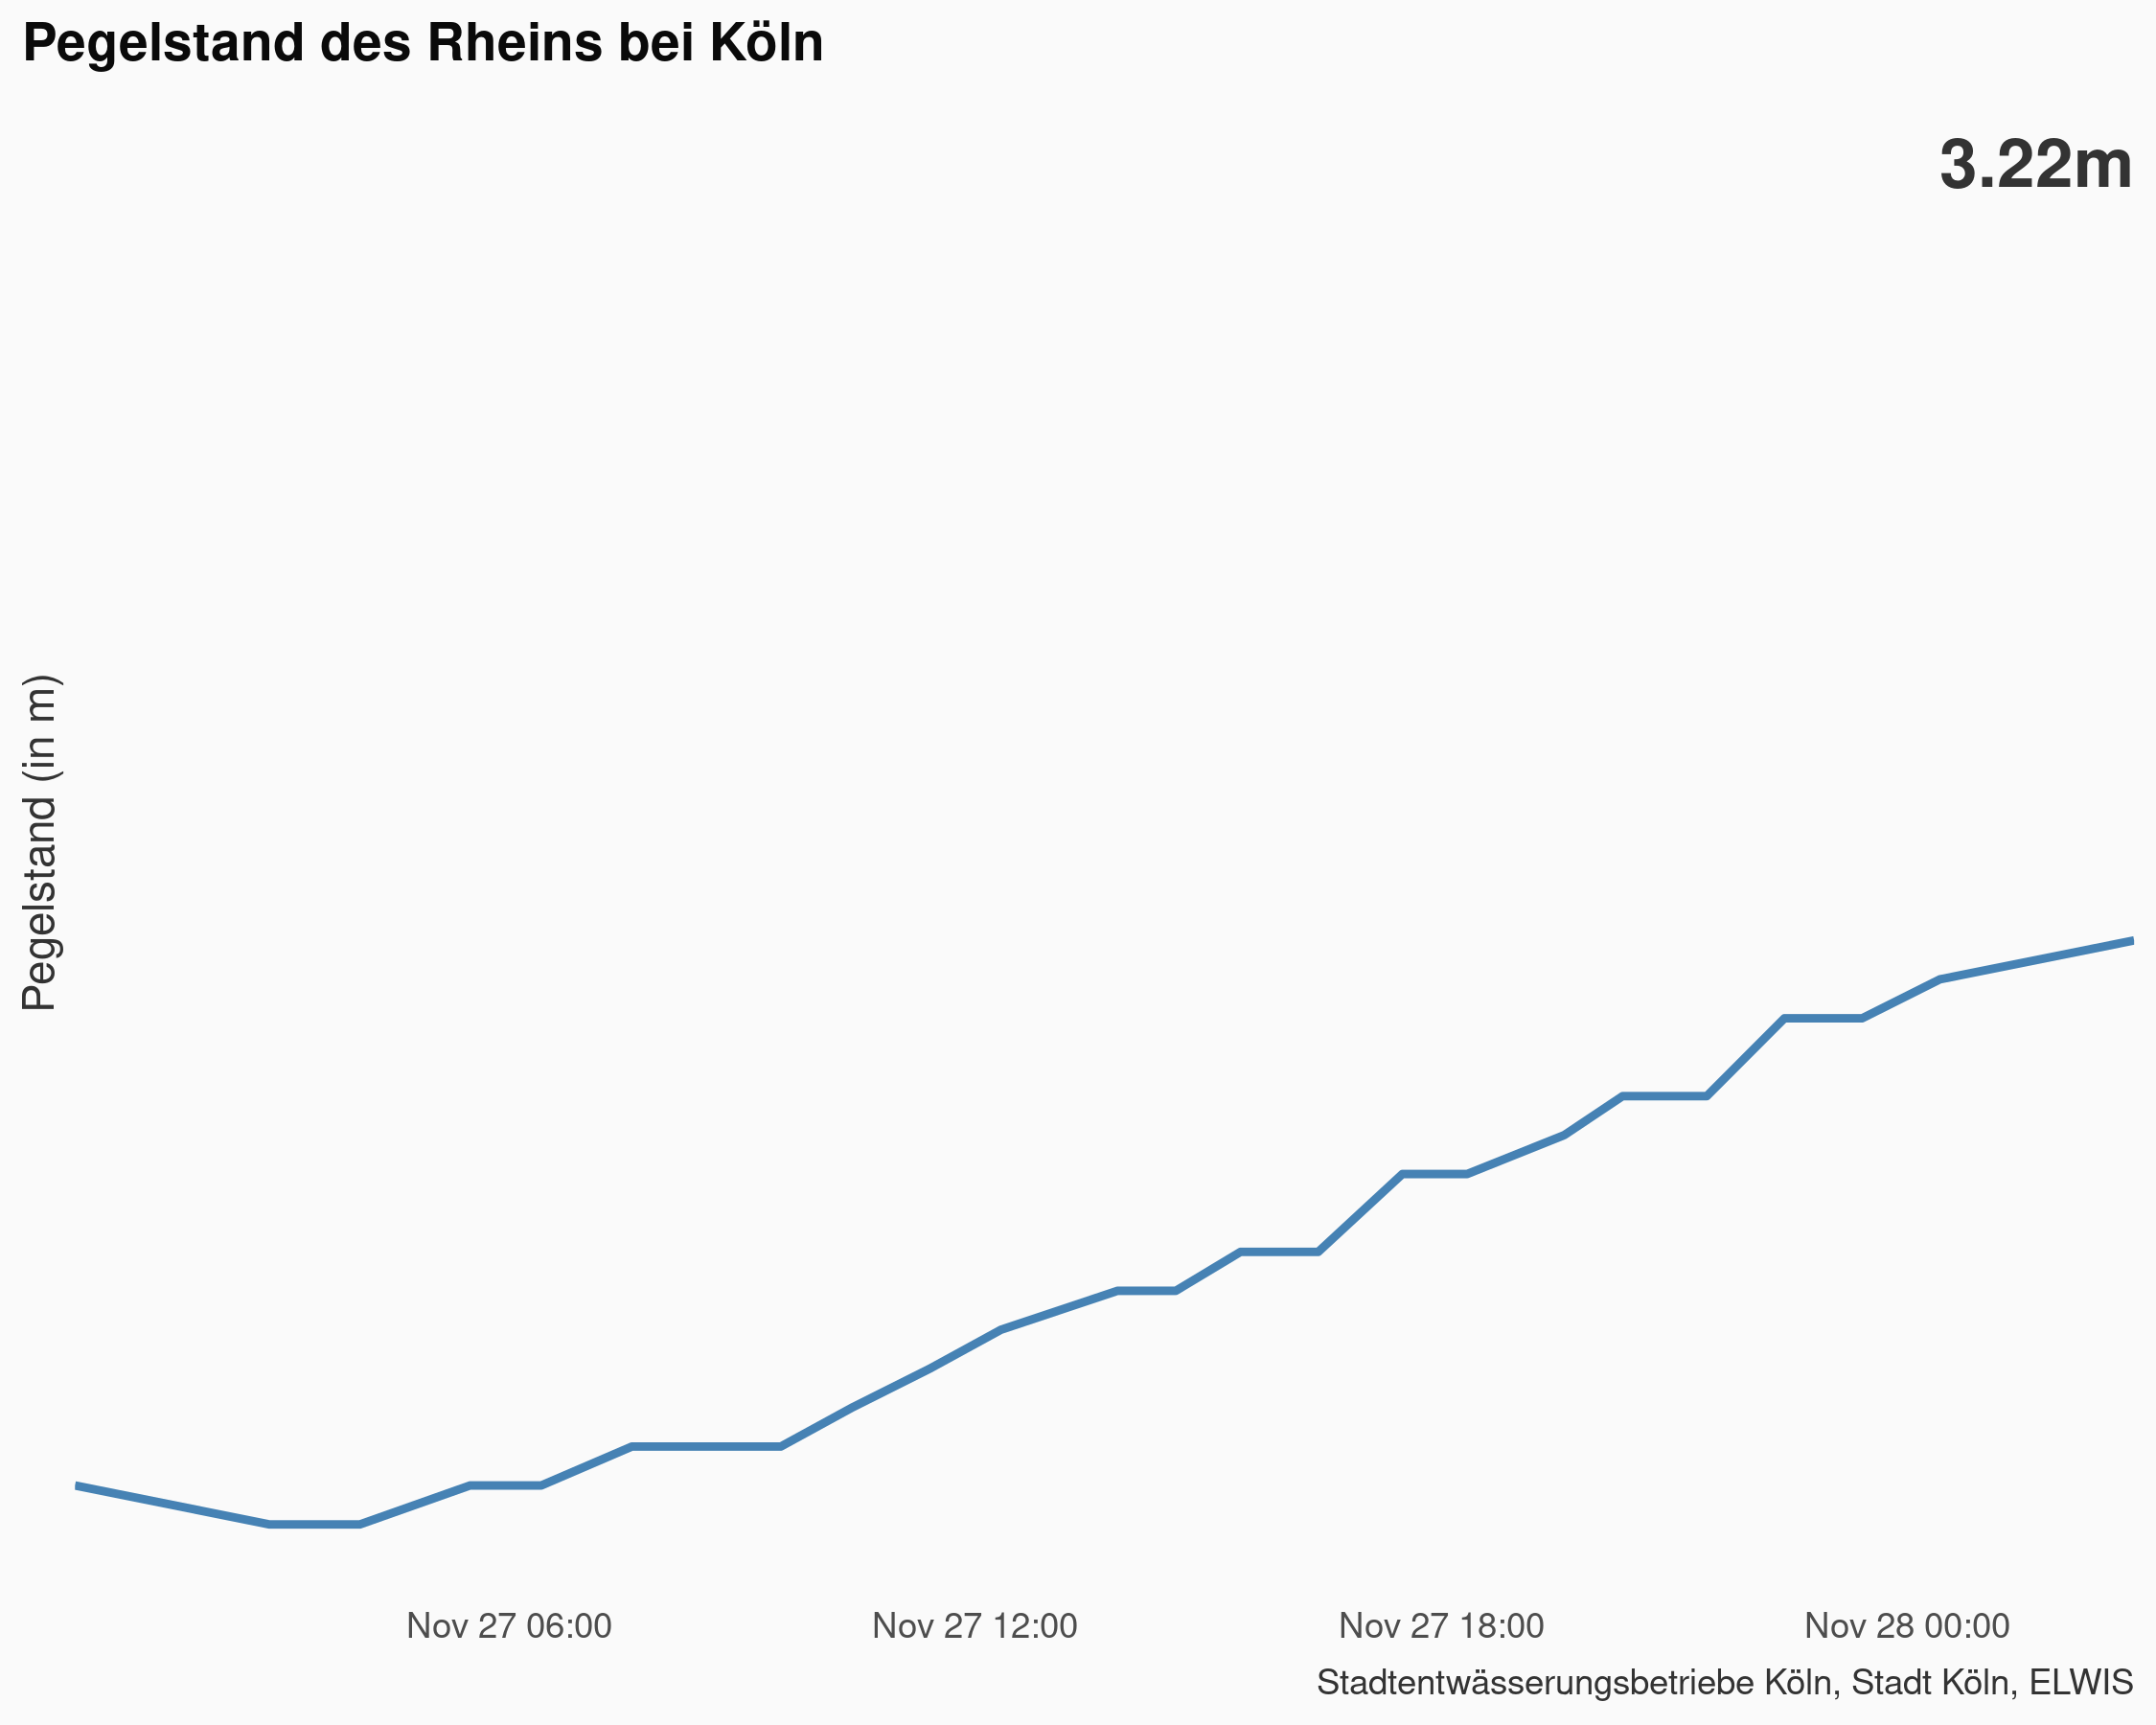 Pegelstand des Rheins bei Köln
3.22m
Pegelstand (in m)
Nov 27 06:00
Nov 27 12:00
Nov 27 18:00
Nov 28 00:00
Stadtentwässerungsbetriebe Köln, Stadt Köln, ELWIS